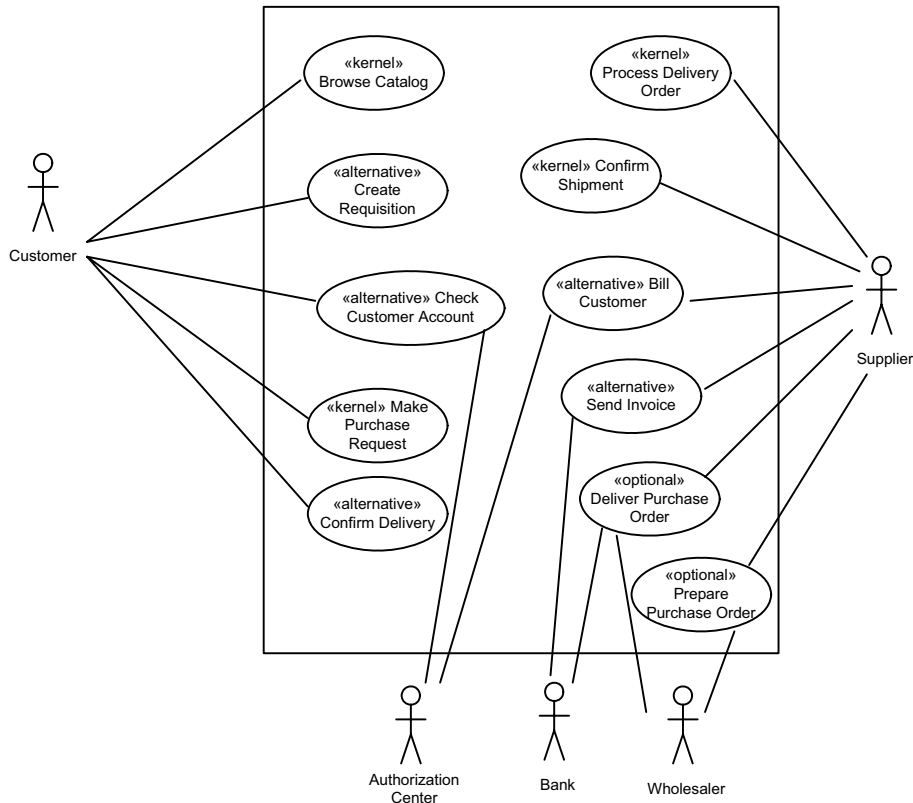 «kernel»
Browse Catalog
«kernel»
Process Delivery
Order
«alternative»
Create
Requisition
«kernel» Confirm
Shipment
Customer
«alternative» Check
Customer Account
«alternative» Bill
Customer
Supplier
«kernel» Make
Purchase
Request
«alternative»
Send Invoice
«alternative»
Confirm Delivery
«optional»
Deliver Purchase
Order
«optional»
Prepare
Purchase Order
Authorization
Center
Bank
Wholesaler